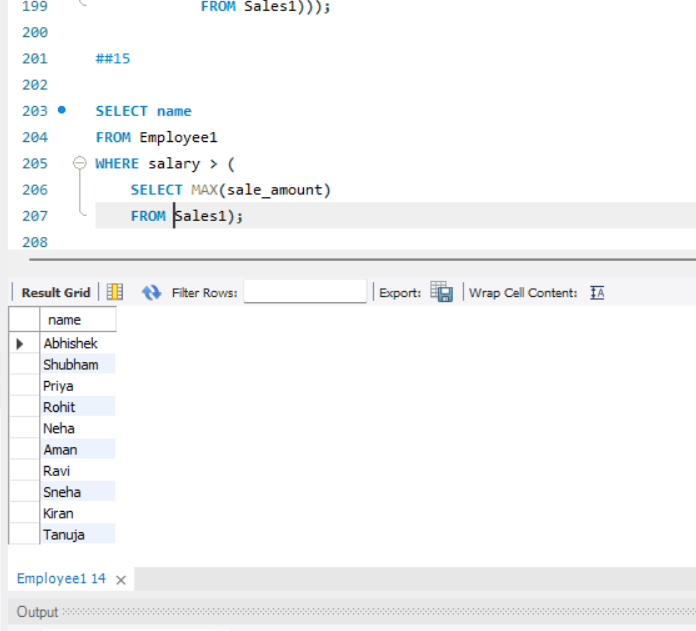 199 FROM Sales1)));
200
201 ##15
202
203 SELECT name
204 FROM Employee1
205 WHERE salary > (
206 SELECT MAX(sale_amount)
207 FROM Sales1);
208
Result Grid Filter Rows: Export: Wrap Cell Content: IA
name
Abhishek
Shubham
Priya
Rohit
Neha
Aman
Ravi
Sneha
Kiran
Tanuja
Employee1 14 ×
Output